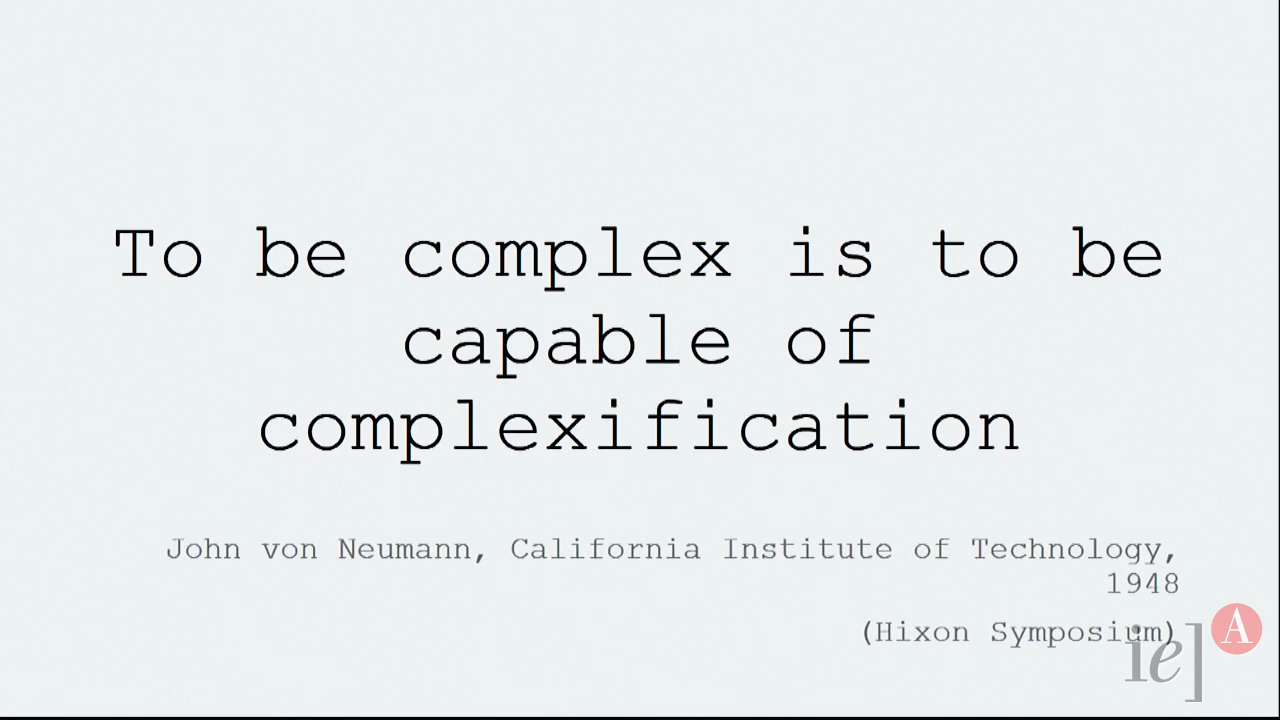 To be complex is to be
capable of
complexification
John von Neumann, California Institute of Technology,
1948
(Hixon Symposium)
ie]
A